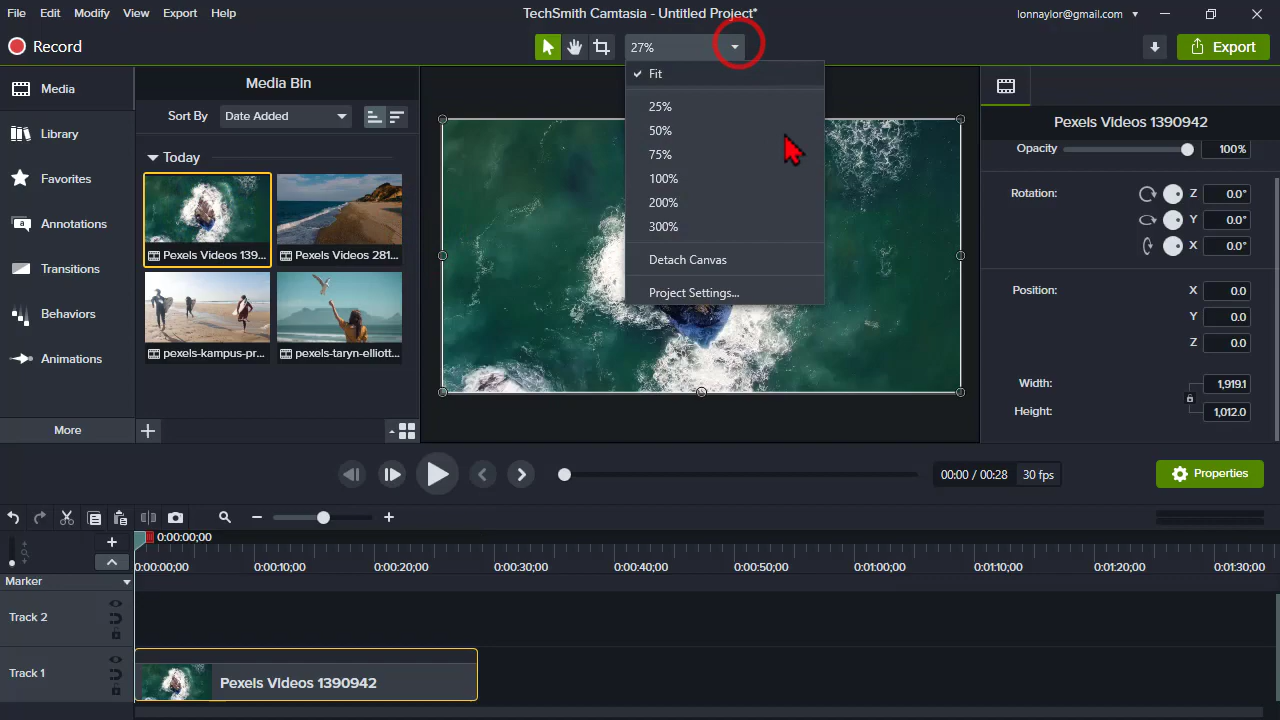 File Edit Modify View Export Help
TechSmith Camtasia - Untitled Project*
lonnaylor@gmail.com
Record
27%
Export
Media
Library
Favorites
Annotations
Transitions
Behaviors
Animations
More
Media Bin
Sort By Date Added
Today
Pexels Videos 139...
Pexels Videos 281...
pexels-kampus-pr...
pexels-taryn-elliott...
Fit
25%
50%
75%
100%
200%
300%
Detach Canvas
Project Settings...
Pexels Videos 1390942
Opacity 100%
Rotation: Z 0.0°
Y 0.0°
X 0.0°
Position: X 0.0
Y 0.0
Z 0.0
Width: 1,919.1
Height: 1,012.0
00:00 / 00:28 30 fps
Properties
0:00:00;00
0:00:00;00 0:00:10;00 0:00:20;00 0:00:30;00 0:00:40;00 0:00:50;00 0:01:00;00 0:01:10;00 0:01:20;00 0:01:30;00
Marker
Track 2
Track 1
Pexels Videos 1390942